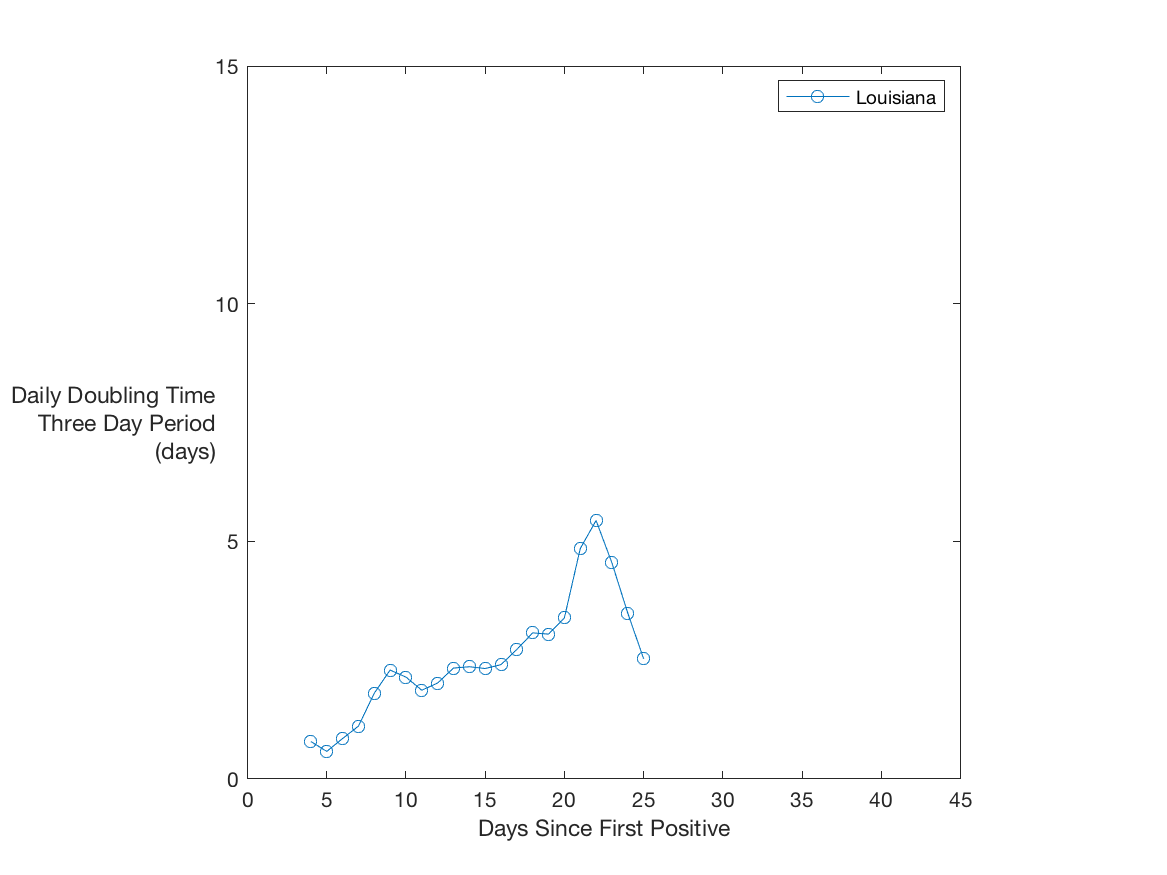 15
Louisiana
10
Daily Doubling Time
Three Day Period
(days)
5
0
0 5 10 15 20 25 30 35 40 45
Days Since First Positive